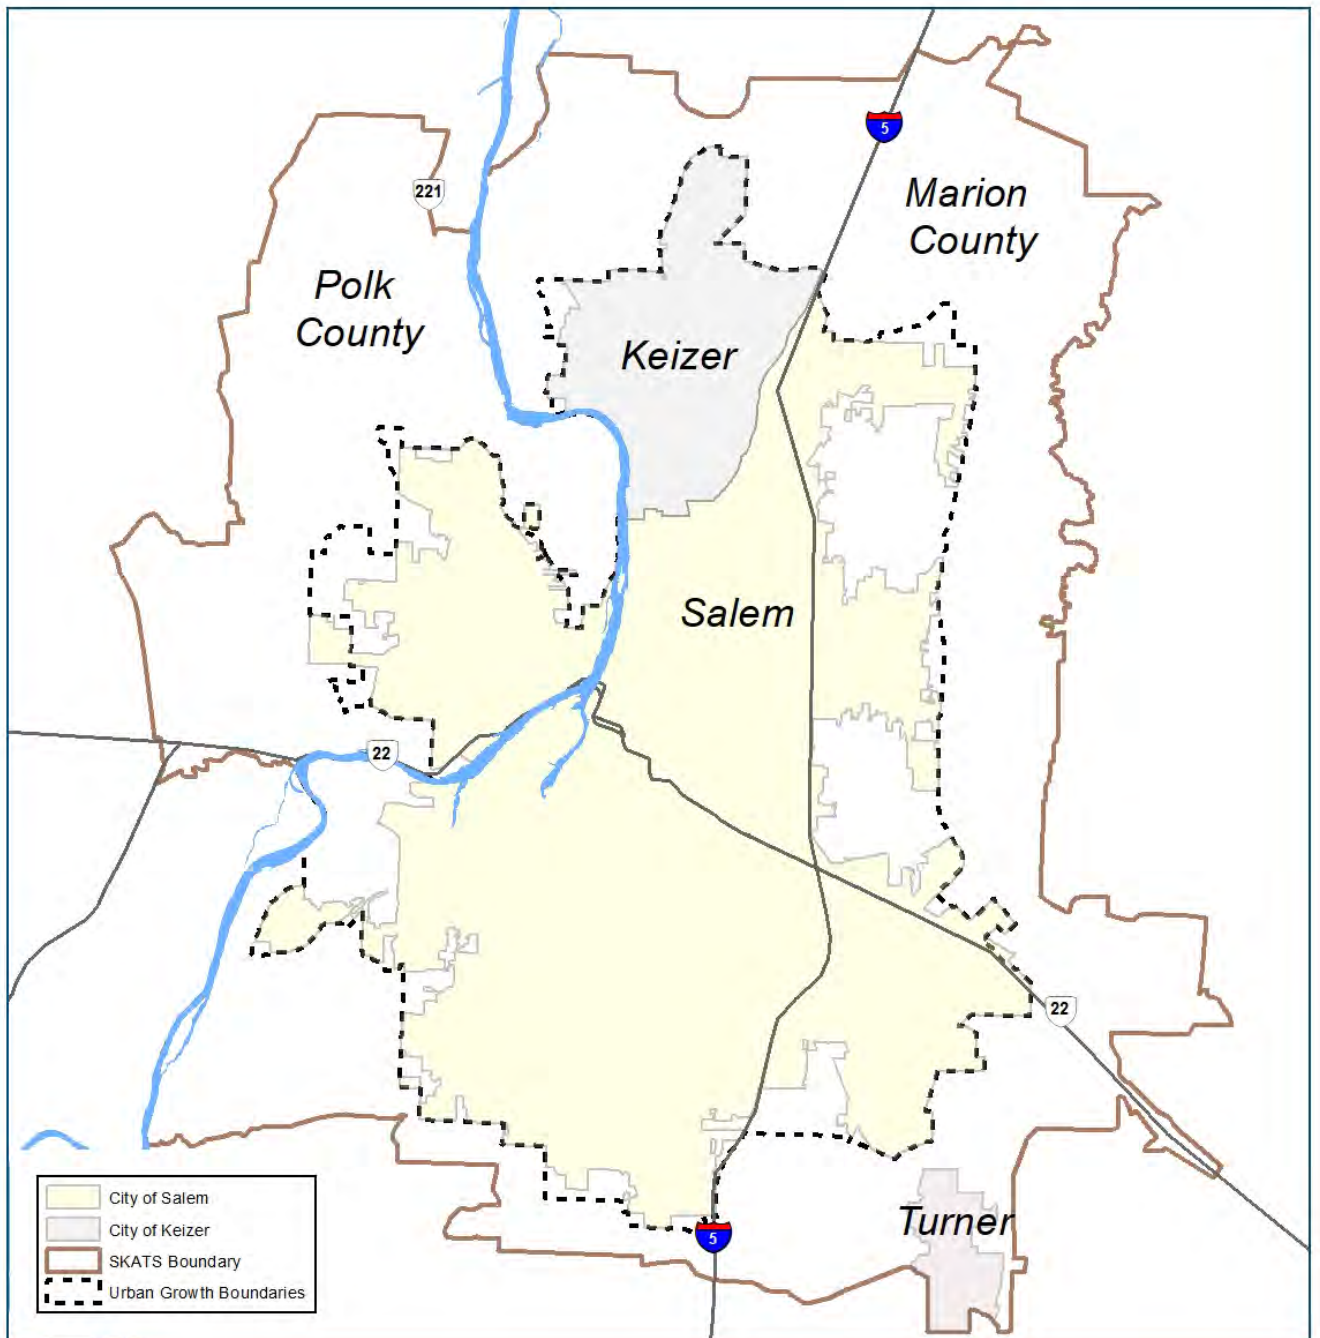 5
221
Marion
County
Polk
County
Keizer
Salem
22
22
Turner
5
City of Salem
City of Keizer
SKATS Boundary
Urban Growth Boundaries